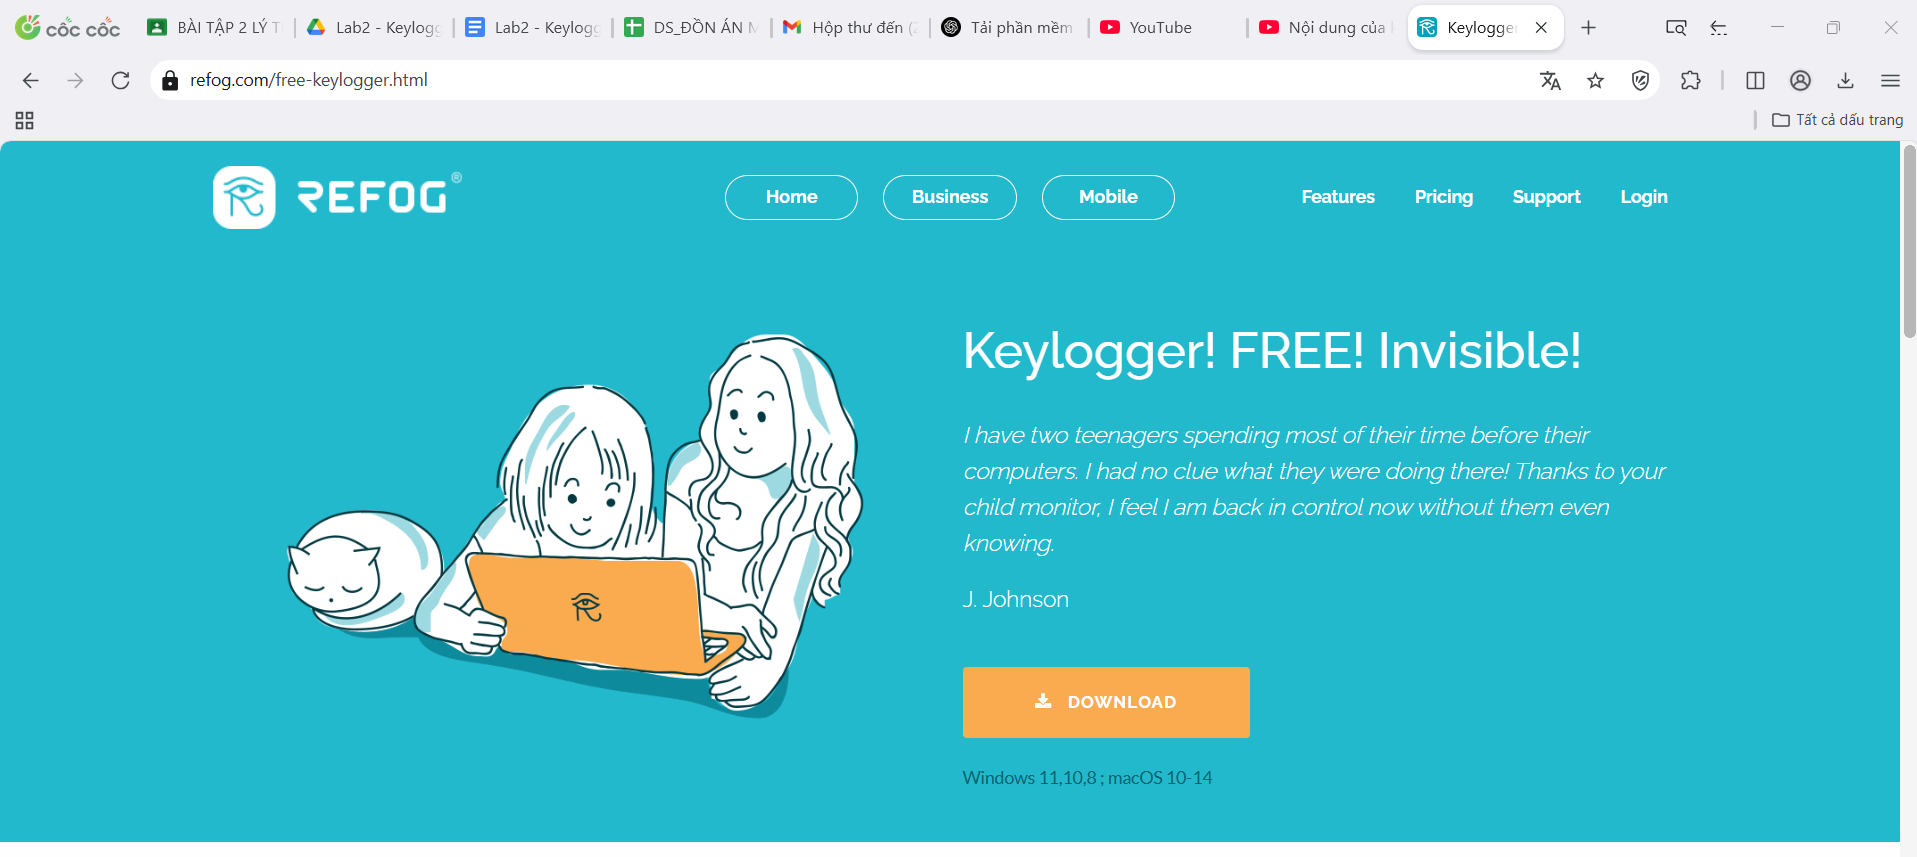 cốc cốc
BÀI TẬP 2 LÝ T
Lab2 - Keylogg
Lab2 - Keylogg
DS_ĐỒN ÁN M
Hộp thư đến (2
Tải phần mềm
YouTube
Nội dung của
Keylogger
refog.com/free-keylogger.html
Tất cả dấu trang
REFOG®
Home
Business
Mobile
Features
Pricing
Support
Login
Keylogger! FREE! Invisible!
I have two teenagers spending most of their time before their
computers. I had no clue what they were doing there! Thanks to your
child monitor, I feel I am back in control now without them even
knowing.
J. Johnson
DOWNLOAD
Windows 11,10,8 ; macOS 10-14